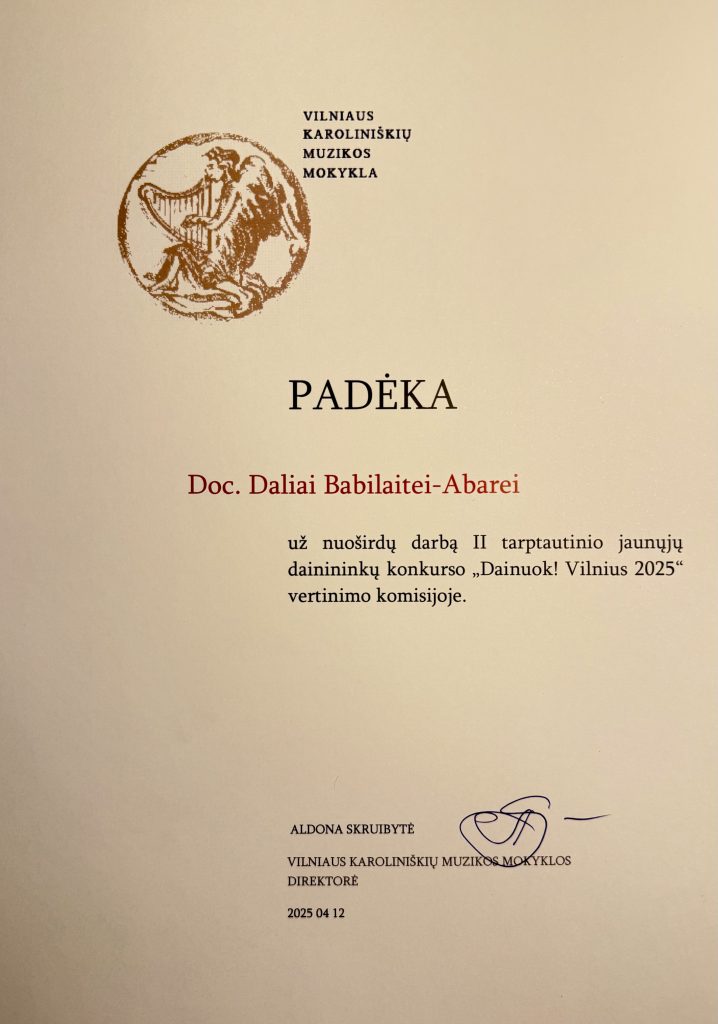 VILNIAUS
KAROLINIŠKIŲ
MUZIKOS
MOKYKLA
PADĖKA
Doc. Daliai Babilaitei-Abarei
už nuoširdų darbą II tarptautinio jaunųjų
dainininkų konkurso „Dainuok! Vilnius 2025“
vertinimo komisijoje.
ALDONA SKRUIBYTĖ
VILNIAUS KAROLINIŠKIŲ MUZIKOS MOKYKLOS
DIREKTORĖ
2025 04 12